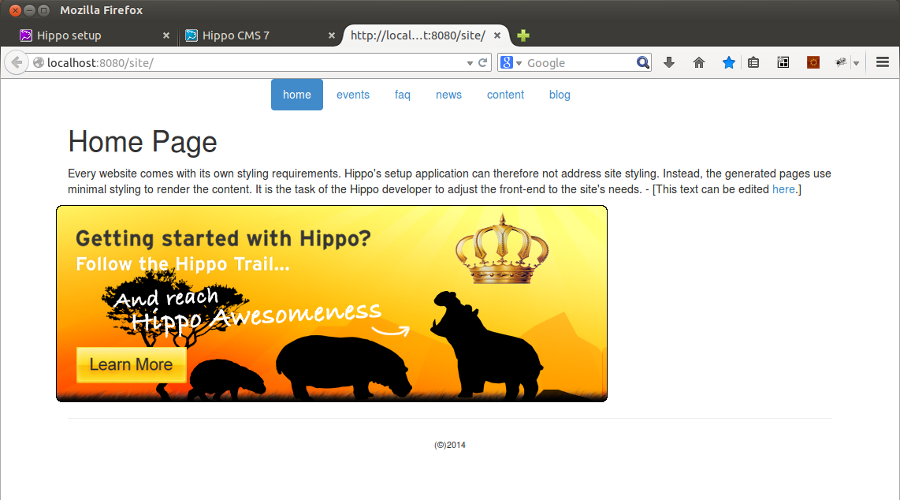 Mozilla Firefox
Hippo setup
Hippo CMS 7
http://local...t:8080/site/
localhost:8080/site/
Google
home events faq news content blog
Home Page
Every website comes with its own styling requirements. Hippo's setup application can therefore not address site styling. Instead, the generated pages use
minimal styling to render the content. It is the task of the Hippo developer to adjust the front-end to the site's needs. - [This text can be edited here.]
Getting started with Hippo?
Follow the Hippo Trail...
And reach
Hippo Awesomeness
Learn More
(©)2014